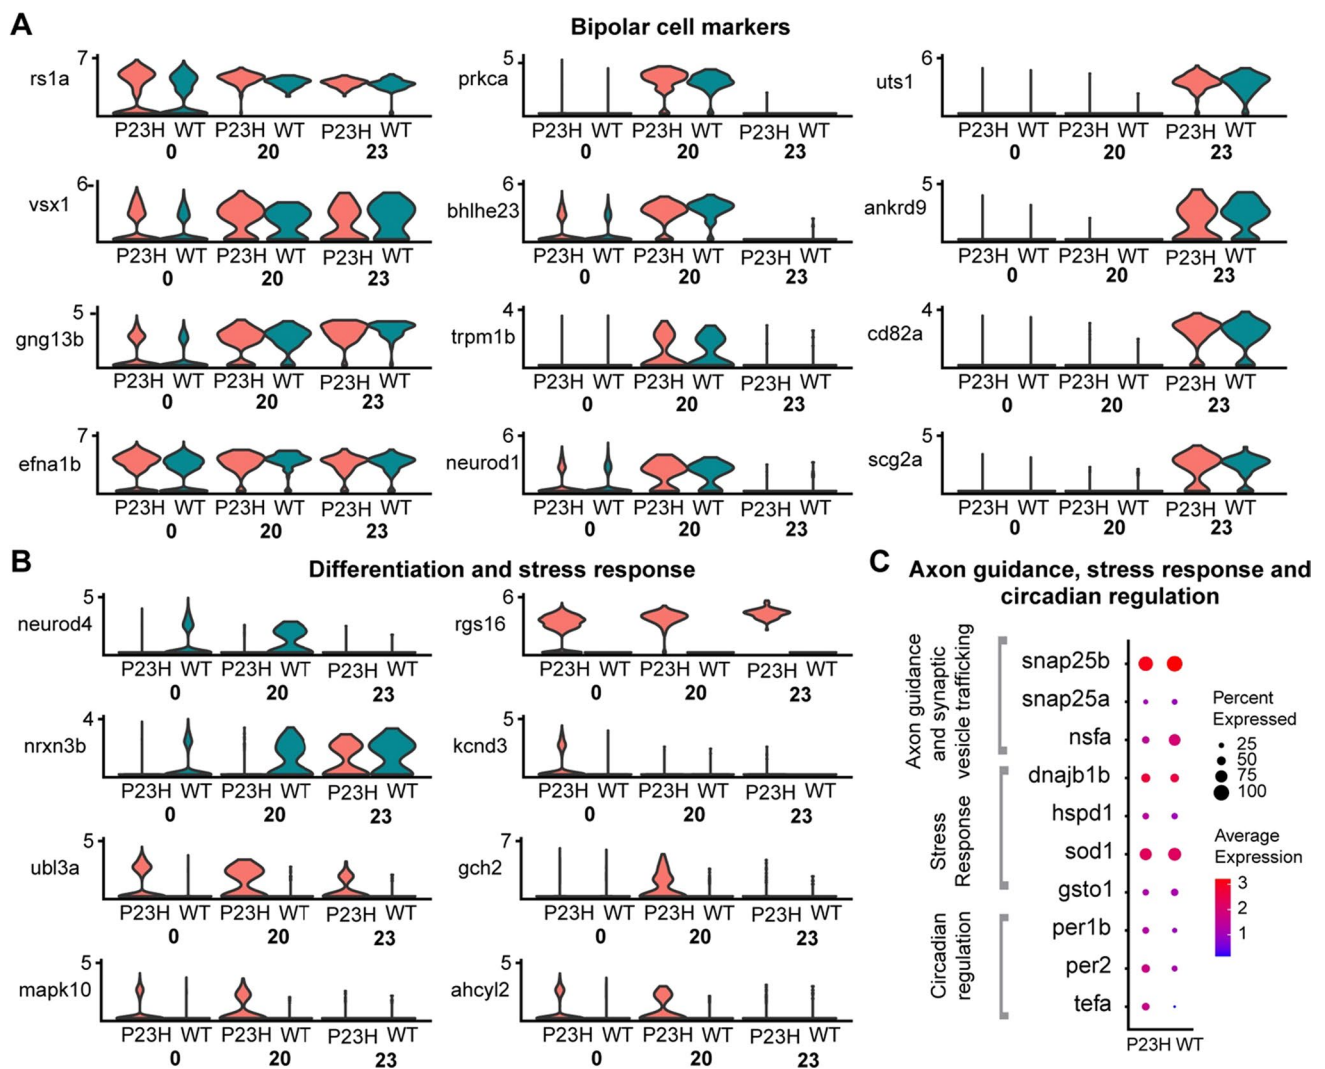 A
Bipolar cell markers
rs1a
7
P23H WT P23H WT P23H WT
0 20 23
prkca
5
P23H WT P23H WT P23H WT
0 20 23
uts1
6
P23H WT P23H WT P23H WT
0 20 23
vsx1
6
P23H WT P23H WT P23H WT
0 20 23
bhlhe23
6
P23H WT P23H WT P23H WT
0 20 23
ankrd9
5
P23H WT P23H WT P23H WT
0 20 23
gng13b
5
P23H WT P23H WT P23H WT
0 20 23
trpm1b
4
P23H WT P23H WT P23H WT
0 20 23
cd82a
4
P23H WT P23H WT P23H WT
0 20 23
efna1b
7
P23H WT P23H WT P23H WT
0 20 23
neurod1
6
P23H WT P23H WT P23H WT
0 20 23
scg2a
5
P23H WT P23H WT P23H WT
0 20 23
B
Differentiation and stress response
neurod4
5
P23H WT P23H WT P23H WT
0 20 23
rgs16
6
P23H WT P23H WT P23H WT
0 20 23
nrxn3b
4
P23H WT P23H WT P23H WT
0 20 23
kcnd3
5
P23H WT P23H WT P23H WT
0 20 23
ubl3a
5
P23H WT P23H WT P23H WT
0 20 23
gch2
7
P23H WT P23H WT P23H WT
0 20 23
mapk10
5
P23H WT P23H WT P23H WT
0 20 23
ahcyl2
5
P23H WT P23H WT P23H WT
0 20 23
C
Axon guidance, stress response and
circadian regulation
Axon guidance
and synaptic
vesicle trafficking
snap25b
snap25a
nsfa
Stress
Response
dnajb1b
hspd1
sod1
gsto1
Circadian
regulation
per1b
per2
tefa
P23H WT
Percent
Expressed
25
50
75
100
Average
Expression
3
2
1